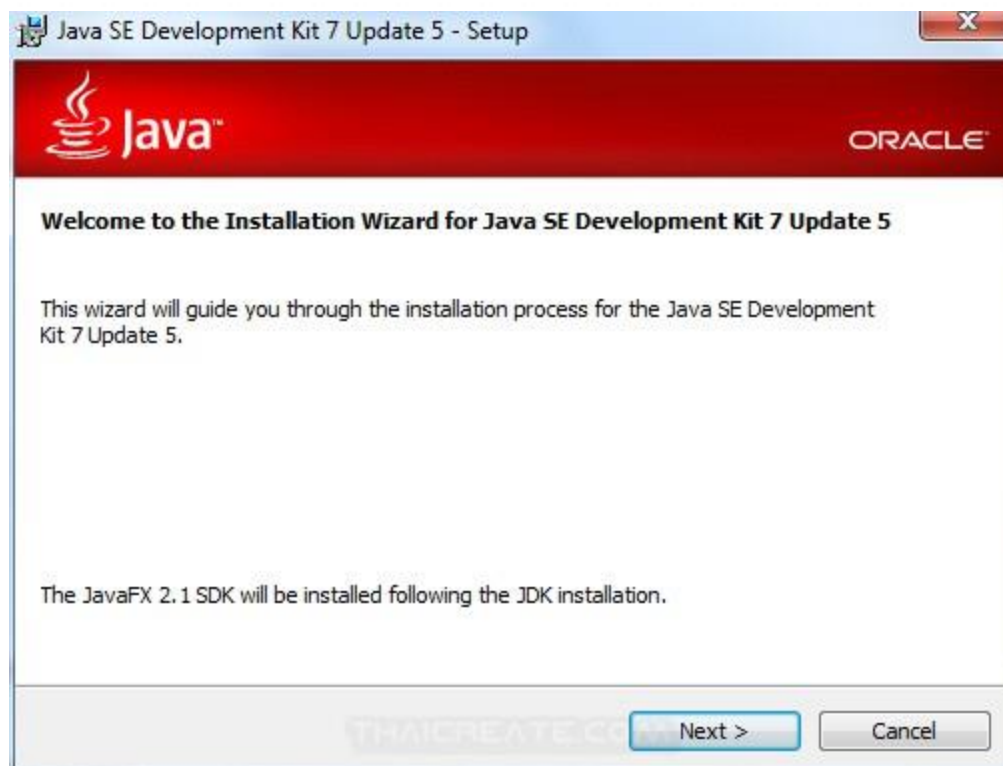 Java SE Development Kit 7 Update 5 - Setup
Java™
ORACLE
Welcome to the Installation Wizard for Java SE Development Kit 7 Update 5
This wizard will guide you through the installation process for the Java SE Development
Kit 7 Update 5.
The JavaFX 2.1 SDK will be installed following the JDK installation.
THAICREATE.COM
Next >
Cancel